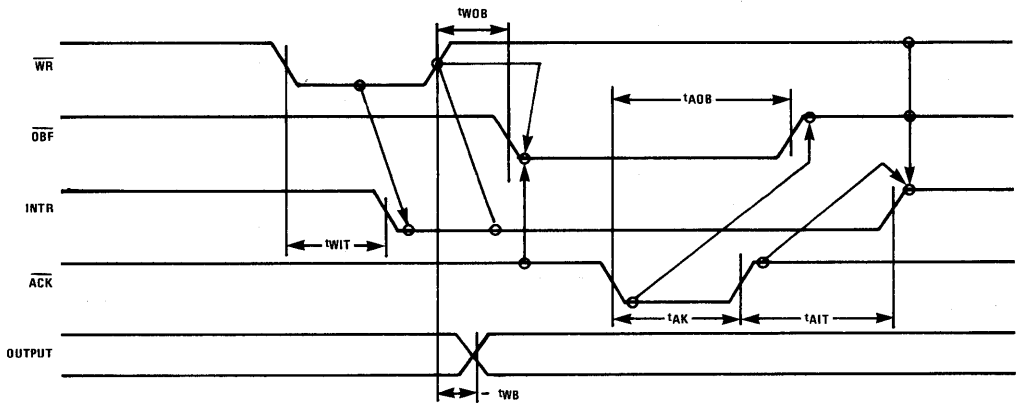 tWOB
WR
tAOB
OBF
INTR
tWIT
ACK
tAK
tAIT
OUTPUT
tWB